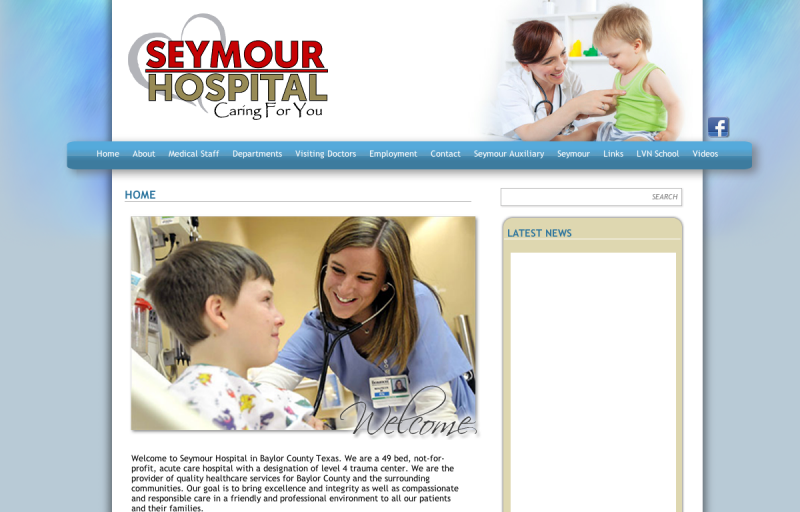 SEYMOUR
HOSPITAL
Caring For You
Home About Medical Staff Departments Visiting Doctors Employment Contact Seymour Auxiliary Seymour Links LVN School Videos
HOME
SEARCH
LATEST NEWS
Welcome
Welcome to Seymour Hospital in Baylor County Texas. We are a 49 bed, not-for-
profit, acute care hospital with a designation of level 4 trauma center. We are the
provider of quality healthcare services for Baylor County and the surrounding
communities. Our goal is to bring excellence and integrity as well as compassionate
and responsible care in a friendly and professional environment to all our patients
and their families.